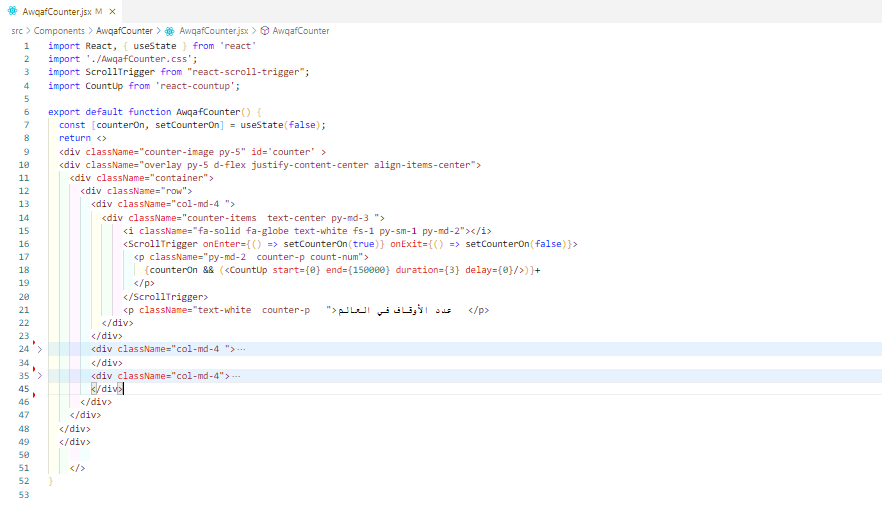 AwqafCounter.jsx M ×
src > Components > AwqafCounter > AwqafCounter.jsx > AwqafCounter
1 import React, { useState } from 'react'
2 import './AwqafCounter.css';
3 import ScrollTrigger from "react-scroll-trigger";
4 import CountUp from 'react-countup';
5
6 export default function AwqafCounter() {
7 const [counterOn, setCounterOn] = useState(false);
8 return <>
9 <div className="counter-image py-5" id='counter' >
10 <div className="overlay py-5 d-flex justify-content-center align-items-center">
11 <div className="container">
12 <div className="row">
13 <div className="col-md-4 ">
14 <div className="counter-items  text-center py-md-3 ">
15 <i className="fa-solid fa-globe text-white fs-1 py-sm-1 py-md-2"></i>
16 <ScrollTrigger onEnter={() => setCounterOn(true)} onExit={() => setCounterOn(false)}>
17 <p className="py-md-2  counter-p count-num">
18 {counterOn && (<CountUp start={0} end={150000} duration={3} delay={0}/>)}+
19 </p>
20 </ScrollTrigger>
21 <p className="text-white  counter-p   ">عدد الأوقاف في العالم   </p>
22 </div>
23 </div>
24 <div className="col-md-4 ">···
34 </div>
35 <div className="col-md-4">···
45 </div>
46 </div>
47 </div>
48 </div>
49 </div>
50
51 </>
52 }
53